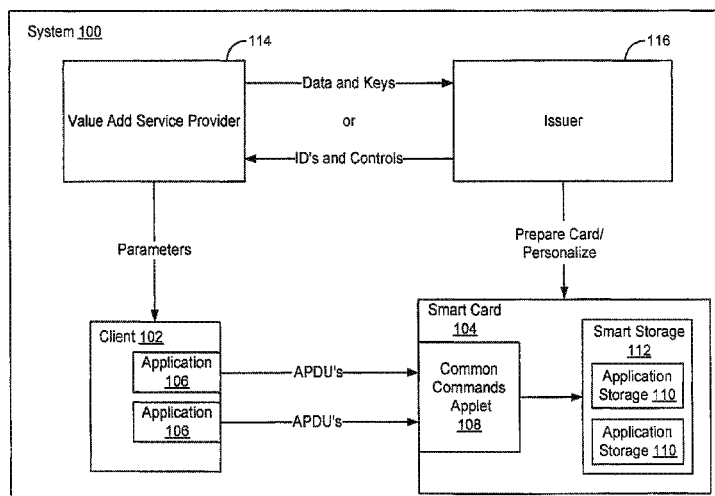 System 100
114
116
Value Add Service Provider
Data and Keys
or
ID's and Controls
Issuer
Parameters
Prepare Card/
Personalize
Client 102
Application
106
Application
106
APDU's
APDU's
Smart Card
104
Common
Commands
Applet
108
Smart Storage
112
Application
Storage 110
Application
Storage 110